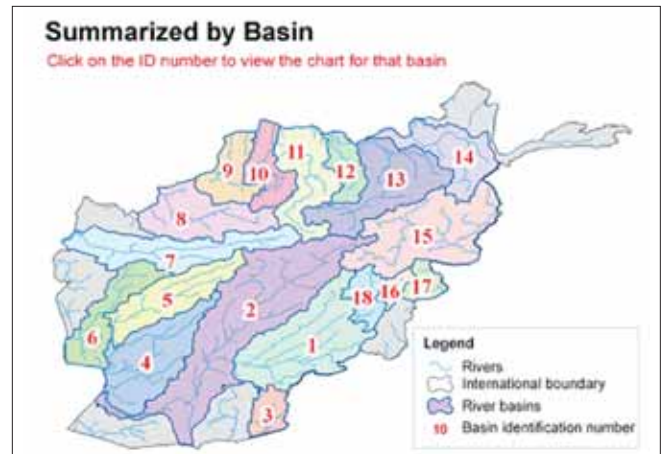 Summarized by Basin
Click on the ID number to view the chart for that basin
9
10
11
12
13
14
8
15
7
5
2
18
16
17
6
4
1
3
Legend
Rivers
International boundary
River basins
10 Basin identification number